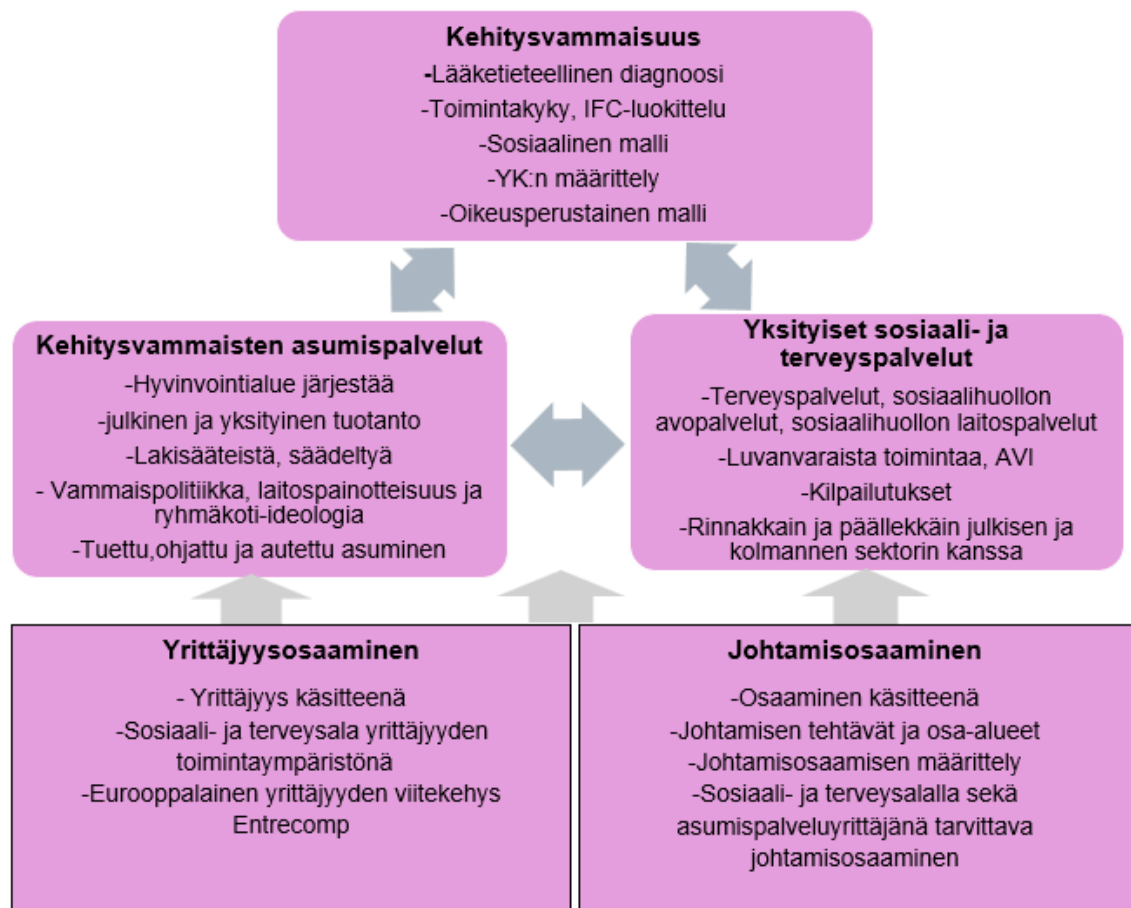 Kehitysvammaisuus
-Lääketieteellinen diagnoosi
-Toimintakyky, IFC-luokittelu
-Sosiaalinen malli
-YK:n määrittely
-Oikeusperustainen malli
Kehitysvammaisten asumispalvelut
-Hyvinvointialue järjestää
-julkinen ja yksityinen tuotanto
-Lakisääteistä, säädeltyä
- Vammaispolitiikka, laitospainotteisuus ja
ryhmäkoti-ideologia
-Tuettu,ohjattu ja autettu asuminen
Yksityiset sosiaali- ja
terveyspalvelut
-Terveyspalvelut, sosiaalihuollon
avopalvelut, sosiaalihuollon laitospalvelut
-Luvanvaraista toimintaa, AVI
-Kilpailutukset
-Rinnakkain ja päällekkäin julkisen ja
kolmannen sektorin kanssa
Yrittäjyysosaaminen
- Yrittäjyys käsitteenä
-Sosiaali- ja terveysala yrittäjyyden
toimintaympäristönä
-Eurooppalainen yrittäjyyden viitekehys
Entrecomp
Johtamisosaaminen
-Osaaminen käsitteenä
-Johtamisen tehtävät ja osa-alueet
-Johtamisosaamisen määrittely
-Sosiaali- ja terveysalalla sekä
asumispalveluyrittäjänä tarvittava
johtamisosaaminen